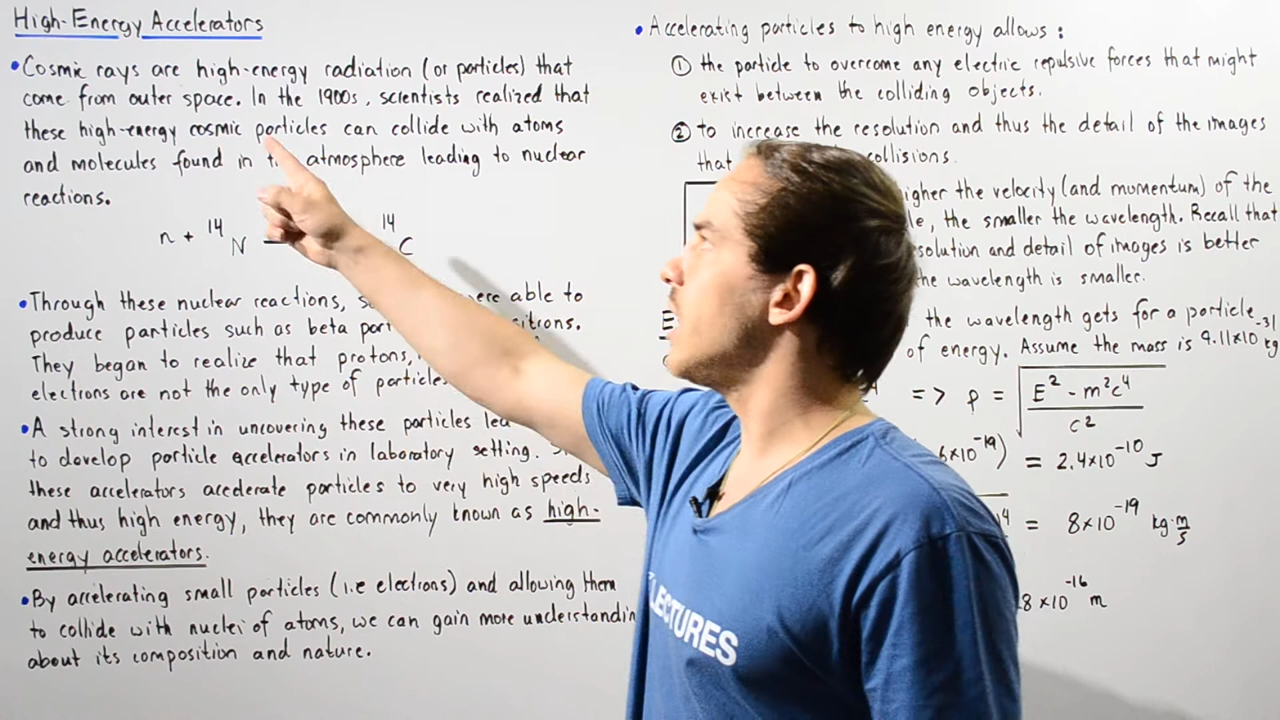 High-Energy Accelerators
• Cosmic rays are high-energy radiation (or particles) that
come from outer space. In the 1900s, scientists realized that
these high-energy cosmic particles can collide with atoms
and molecules found in atmosphere leading to nuclear
reactions.
n + 14 N 14 C
• Through these nuclear reactions, able to
produce particles such as beta
They began to realize that protons,
electrons are not the only type of
• A strong interest in uncovering these particles
to develop particle accelerators in laboratory setting.
these accelerators accelerate particles to very high speeds
and thus high energy, they are commonly known as high-
energy accelerators.
• By accelerating small particles (i.e electrons) and allowing them
to collide with nuclei of atoms, we can gain more
about its composition and nature.
• Accelerating particles to high energy allows:
① the particle to overcome any electric repulsive forces that might
exist between the colliding objects.
② to increase the resolution and thus the detail of the images
that collisions.
the velocity (and momentum) of the
, the smaller the wavelength. Recall that
and detail of images is better
wavelength is smaller.
the wavelength gets for a particle
of energy. Assume the mass is 9.11×10^-31 kg
=> p = √((E² - m²c⁴)/c²)
×10^-19) = 2.4×10^-10 J
= 8×10^-19 kg·m/s
8×10^-16 m
LECTURES